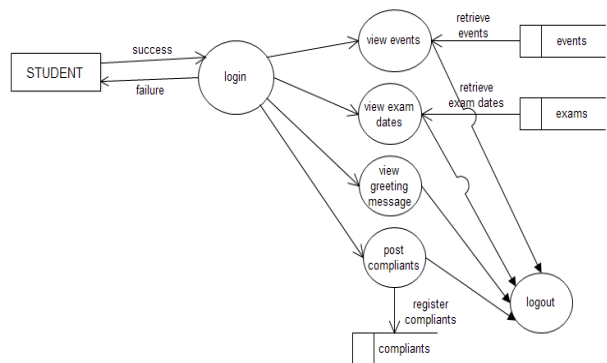 STUDENT
success
failure
login
view events
retrieve
events
events
view exam
dates
retrieve
exam dates
exams
view
greeting
message
post
compliants
register
compliants
compliants
logout